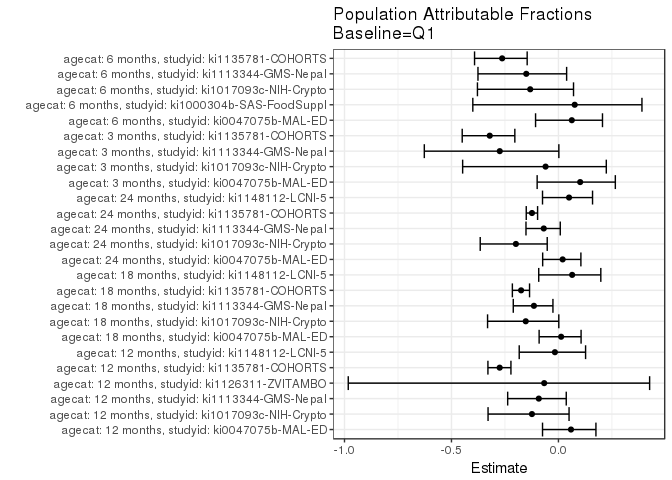 Population Attributable Fractions
Baseline=Q1
agecat: 6 months, studyid: ki1135781-COHORTS
agecat: 6 months, studyid: ki1113344-GMS-Nepal
agecat: 6 months, studyid: ki1017093c-NIH-Crypto
agecat: 6 months, studyid: ki1000304b-SAS-FoodSuppl
agecat: 6 months, studyid: ki0047075b-MAL-ED
agecat: 3 months, studyid: ki1135781-COHORTS
agecat: 3 months, studyid: ki1113344-GMS-Nepal
agecat: 3 months, studyid: ki1017093c-NIH-Crypto
agecat: 3 months, studyid: ki0047075b-MAL-ED
agecat: 24 months, studyid: ki1148112-LCNI-5
agecat: 24 months, studyid: ki1135781-COHORTS
agecat: 24 months, studyid: ki1113344-GMS-Nepal
agecat: 24 months, studyid: ki1017093c-NIH-Crypto
agecat: 24 months, studyid: ki0047075b-MAL-ED
agecat: 18 months, studyid: ki1148112-LCNI-5
agecat: 18 months, studyid: ki1135781-COHORTS
agecat: 18 months, studyid: ki1113344-GMS-Nepal
agecat: 18 months, studyid: ki1017093c-NIH-Crypto
agecat: 18 months, studyid: ki0047075b-MAL-ED
agecat: 12 months, studyid: ki1148112-LCNI-5
agecat: 12 months, studyid: ki1135781-COHORTS
agecat: 12 months, studyid: ki1126311-ZVITAMBO
agecat: 12 months, studyid: ki1113344-GMS-Nepal
agecat: 12 months, studyid: ki1017093c-NIH-Crypto
agecat: 12 months, studyid: ki0047075b-MAL-ED
-1.0 -0.5 0.0
Estimate